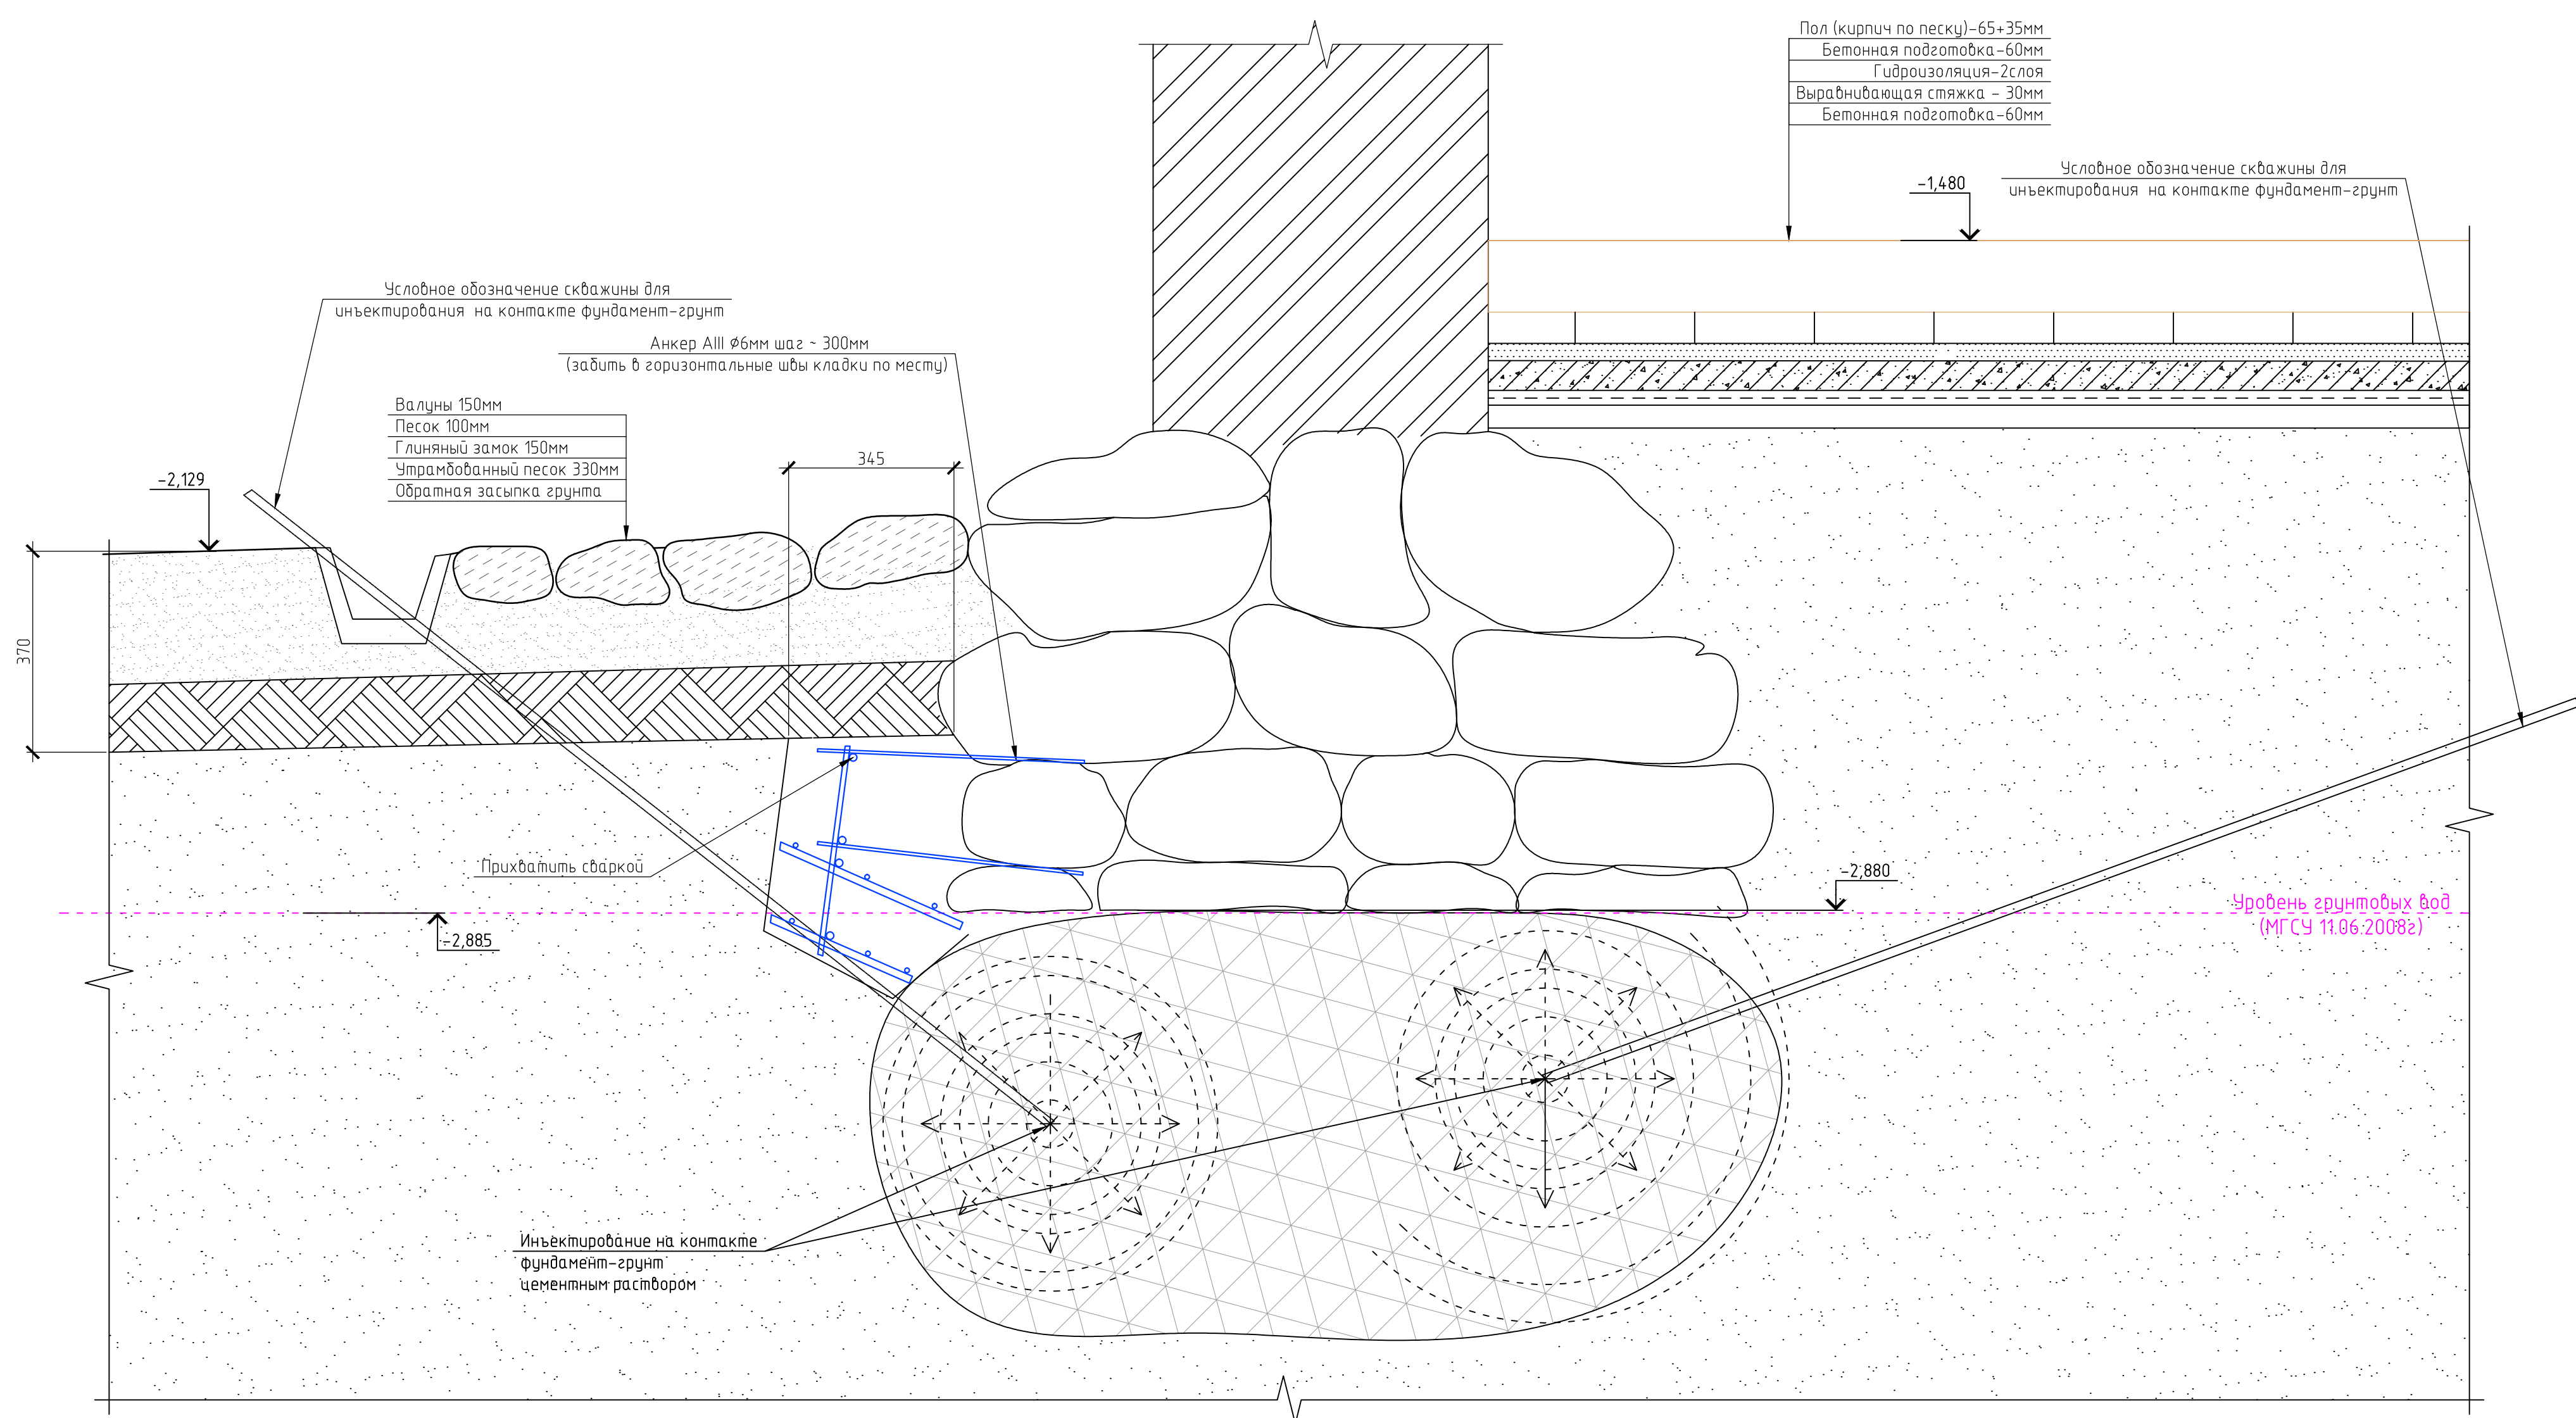 Пол (кирпич по песку)-65+35мм
Бетонная подготовка-60мм
Гидроизоляция-2слоя
Выравнивающая стяжка - 30мм
Бетонная подготовка-60мм
Условное обозначение скважины для
инъектирования на контакте фундамент-грунт
-1,480
Условное обозначение скважины для
инъектирования на контакте фундамент-грунт
Анкер АIII Ø6мм шаг ~ 300мм
(забить в горизонтальные швы кладки по месту)
Валуны 150мм
Песок 100мм
Глиняный замок 150мм
Утрамбованный песок 330мм
Обратная засыпка грунта
345
-2,129
370
Прихватить сваркой
-2,880
-2,885
Уровень грунтовых вод
(МГСУ 11.06.2008г)
Инъектирование на контакте
фундамент-грунт
цементным раствором